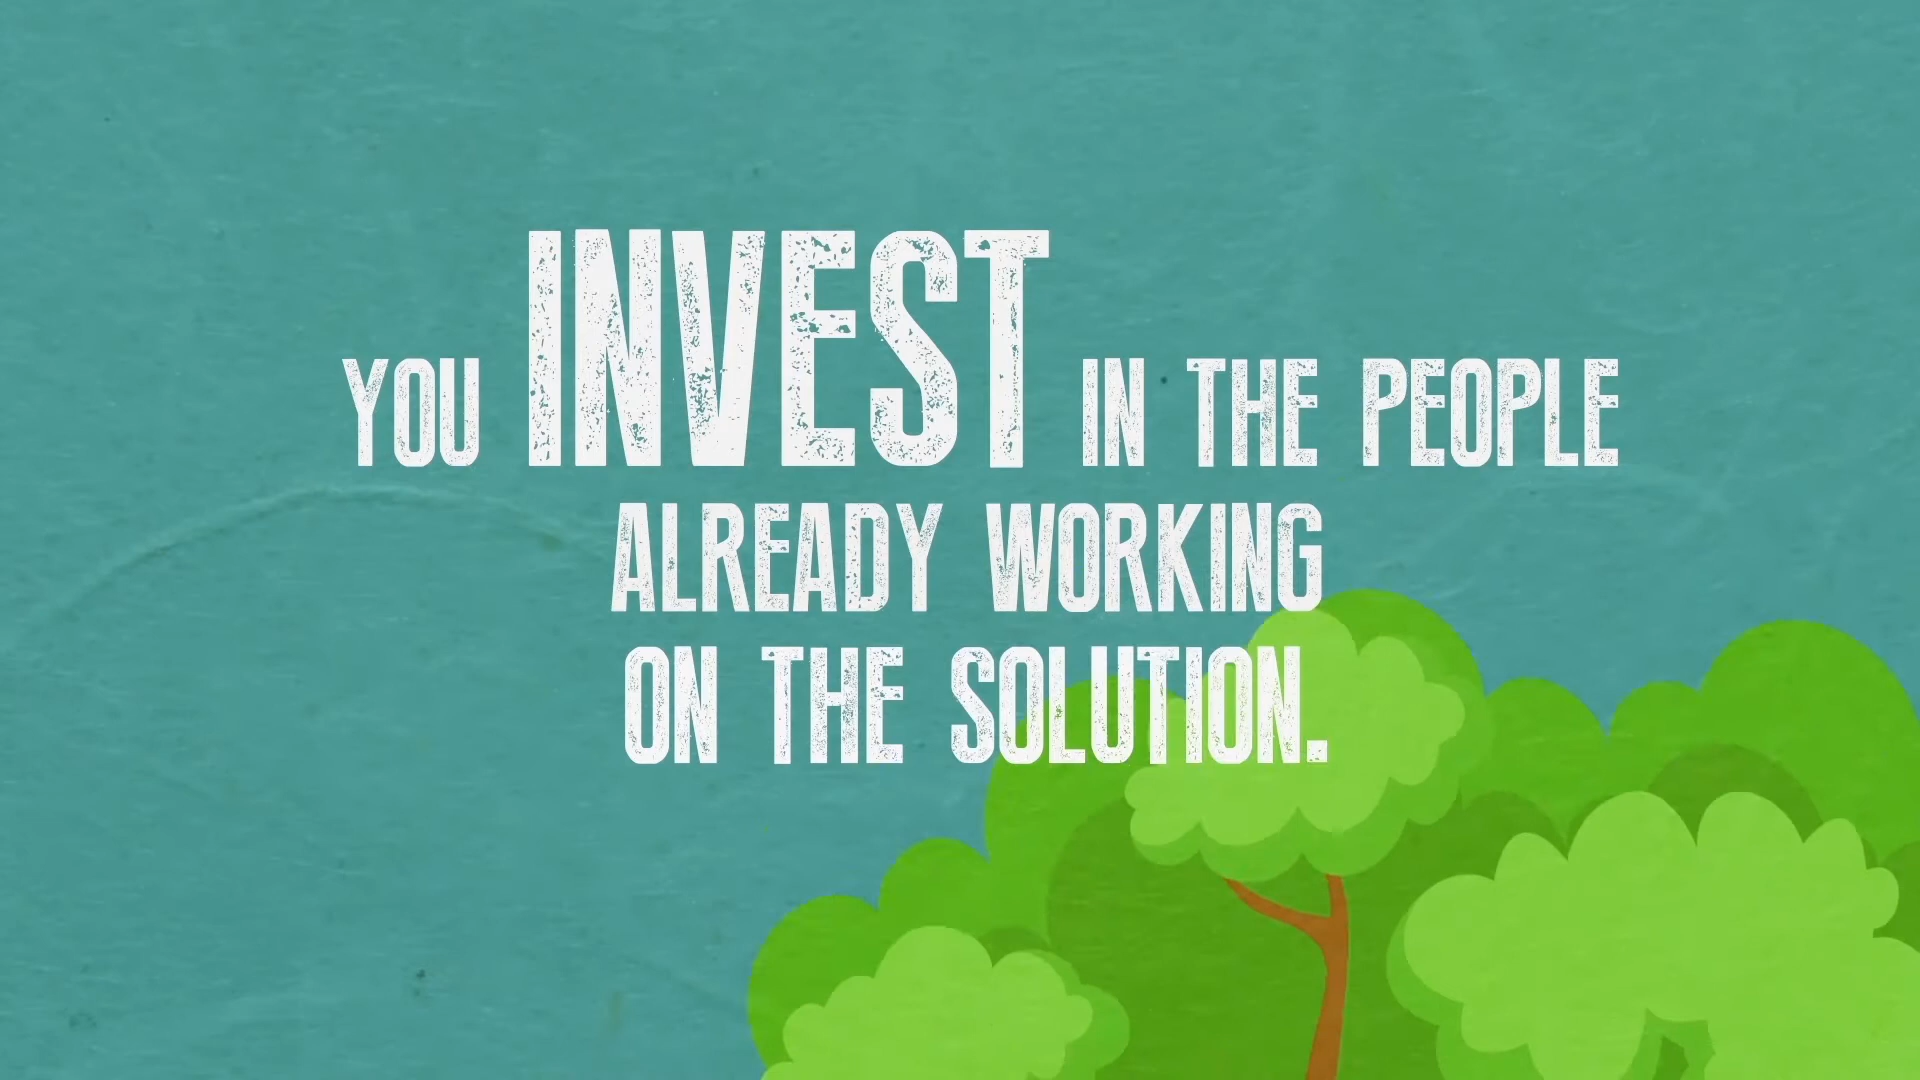 YOU INVEST IN THE PEOPLE
ALREADY WORKING
ON THE SOLUTION.